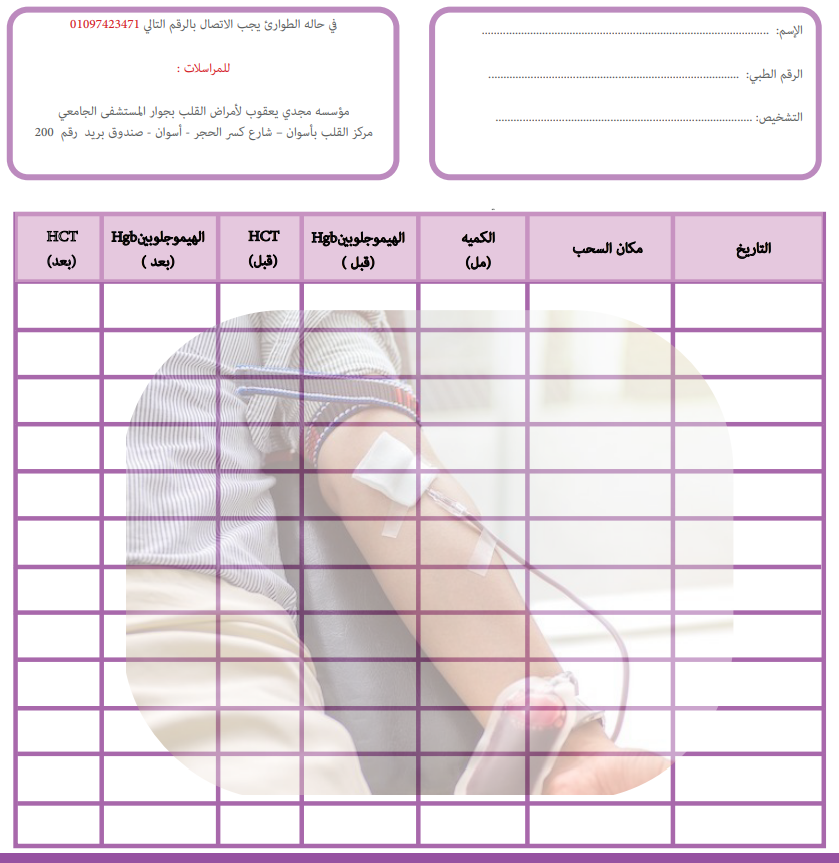 الإسم: ........................................................................................
الرقم الطبي: ...............................................................................
التشخيص: ...............................................................................
في حاله الطوارئ يجب الاتصال بالرقم التالي 01097423471
للمراسلات :
مؤسسه مجدي يعقوب لأمراض القلب بجوار المستشفى الجامعي
مركز القلب بأسوان – شارع كسر الحجر - أسوان - صندوق بريد رقم 200
التاريخ
مكان السحب
الكميه
(مل)
الهيموجلوبينHgb
(قبل )
HCT
(قبل)
الهيموجلوبينHgb
(بعد )
HCT
(بعد)